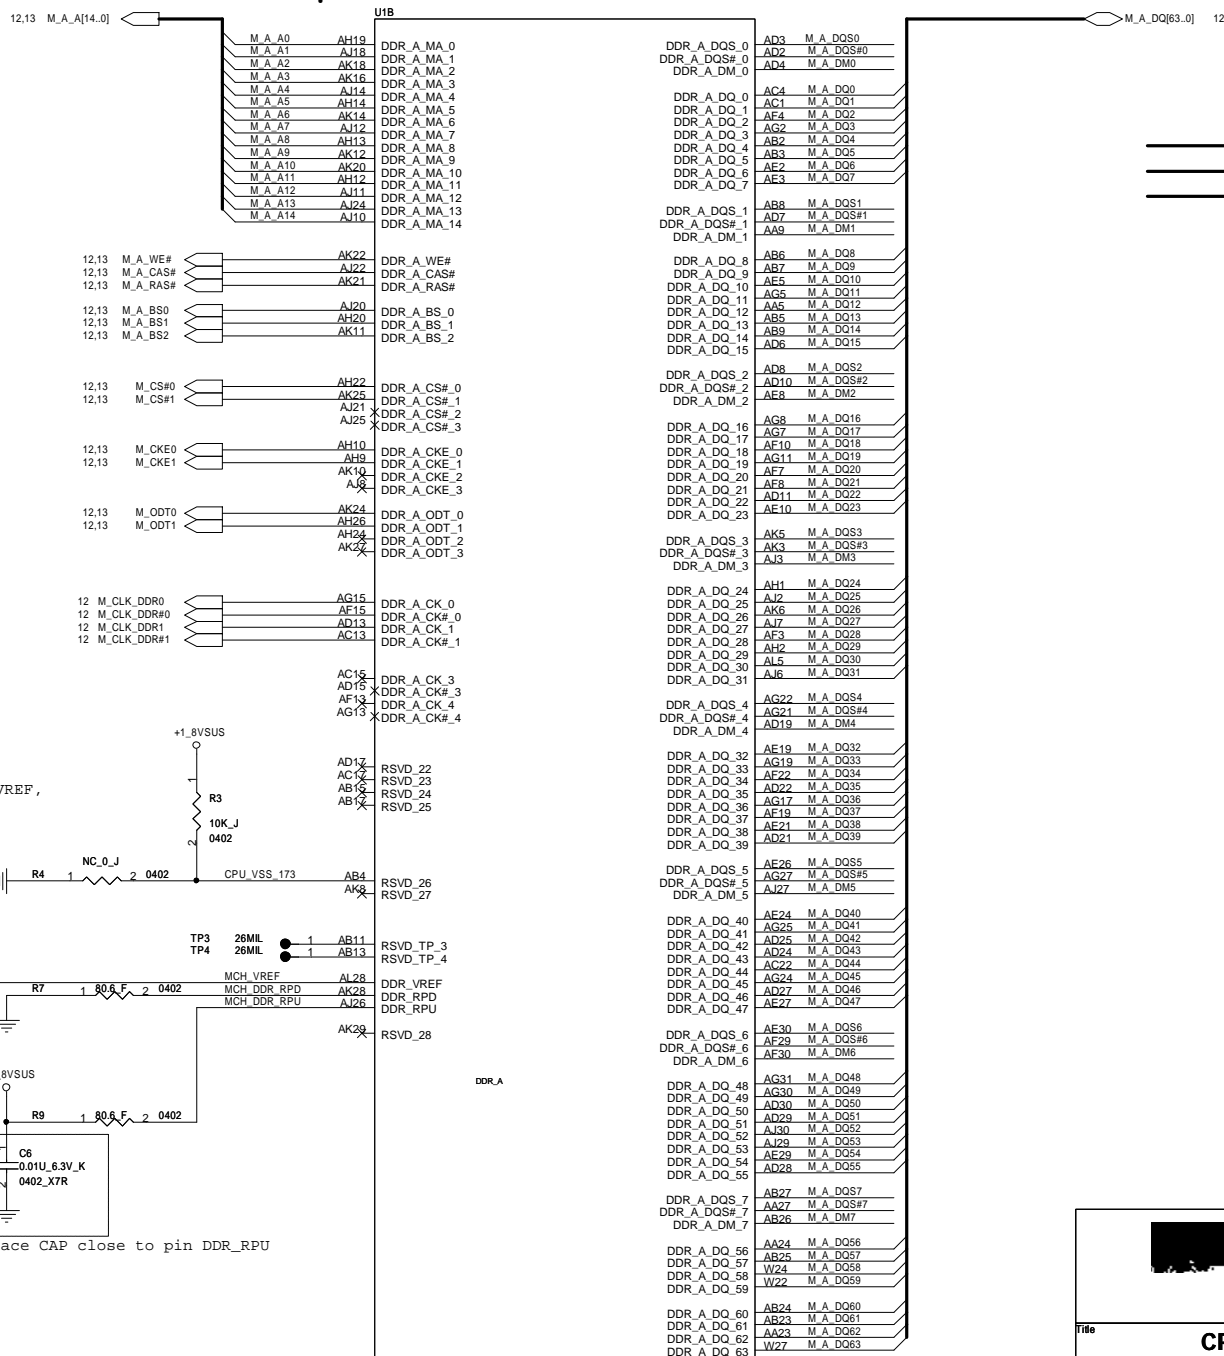 12,13 M_A_A[14..0]
U1B
M_A_DQ[63..0] 12
M_A_A0 AH19 DDR_A_MA_0
M_A_A1 AJ18 DDR_A_MA_1
M_A_A2 AK18 DDR_A_MA_2
M_A_A3 AK16 DDR_A_MA_3
M_A_A4 AJ14 DDR_A_MA_4
M_A_A5 AH14 DDR_A_MA_5
M_A_A6 AK14 DDR_A_MA_6
M_A_A7 AJ12 DDR_A_MA_7
M_A_A8 AH13 DDR_A_MA_8
M_A_A9 AK12 DDR_A_MA_9
M_A_A10 AK20 DDR_A_MA_10
M_A_A11 AH12 DDR_A_MA_11
M_A_A12 AJ11 DDR_A_MA_12
M_A_A13 AJ24 DDR_A_MA_13
M_A_A14 AJ10 DDR_A_MA_14
12,13 M_A_WE# AK22 DDR_A_WE#
12,13 M_A_CAS# AJ22 DDR_A_CAS#
12,13 M_A_RAS# AK21 DDR_A_RAS#
12,13 M_A_BS0 AJ20 DDR_A_BS_0
12,13 M_A_BS1 AH20 DDR_A_BS_1
12,13 M_A_BS2 AK11 DDR_A_BS_2
12,13 M_CS#0 AH22 DDR_A_CS#_0
12,13 M_CS#1 AK25 DDR_A_CS#_1
AJ21 DDR_A_CS#_2
AJ25 DDR_A_CS#_3
12,13 M_CKE0 AH10 DDR_A_CKE_0
12,13 M_CKE1 AH9 DDR_A_CKE_1
AK10 DDR_A_CKE_2
AJ8 DDR_A_CKE_3
12,13 M_ODT0 AK24 DDR_A_ODT_0
12,13 M_ODT1 AH26 DDR_A_ODT_1
AH24 DDR_A_ODT_2
AK27 DDR_A_ODT_3
12 M_CLK_DDR0 AG15 DDR_A_CK_0
12 M_CLK_DDR#0 AF15 DDR_A_CK#_0
12 M_CLK_DDR1 AD13 DDR_A_CK_1
12 M_CLK_DDR#1 AC13 DDR_A_CK#_1
AC15 DDR_A_CK_3
AD15 DDR_A_CK#_3
AF13 DDR_A_CK_4
AG13 DDR_A_CK#_4
+1_8VSUS
AD17 RSVD_22
AC17 RSVD_23
AB15 RSVD_24
AB17 RSVD_25
VREF,
1 R3
10K_J
2 0402
NC_0_J
R4 1 2 0402 CPU_VSS_173 AB4 RSVD_26
AK8 RSVD_27
TP3 26MIL 1 AB11 RSVD_TP_3
TP4 26MIL 1 AB13 RSVD_TP_4
MCH_VREF AL28 DDR_VREF
R7 1 80.6_F 2 0402 MCH_DDR_RPD AK28 DDR_RPD
MCH_DDR_RPU AJ26 DDR_RPU
AK29 RSVD_28
8VSUS
DDR_A
R9 1 80.6_F 2 0402
C6
0.01U_6.3V_K
2 0402_X7R
ace CAP close to pin DDR_RPU
DDR_A_DQS_0 AD3 M_A_DQS0
DDR_A_DQS#_0 AD2 M_A_DQS#0
DDR_A_DM_0 AD4 M_A_DM0
DDR_A_DQ_0 AC4 M_A_DQ0
DDR_A_DQ_1 AC1 M_A_DQ1
DDR_A_DQ_2 AF4 M_A_DQ2
DDR_A_DQ_3 AG2 M_A_DQ3
DDR_A_DQ_4 AB2 M_A_DQ4
DDR_A_DQ_5 AB3 M_A_DQ5
DDR_A_DQ_6 AE2 M_A_DQ6
DDR_A_DQ_7 AE3 M_A_DQ7
DDR_A_DQS_1 AB8 M_A_DQS1
DDR_A_DQS#_1 AD7 M_A_DQS#1
DDR_A_DM_1 AA9 M_A_DM1
DDR_A_DQ_8 AB6 M_A_DQ8
DDR_A_DQ_9 AB7 M_A_DQ9
DDR_A_DQ_10 AE5 M_A_DQ10
DDR_A_DQ_11 AG5 M_A_DQ11
DDR_A_DQ_12 AA5 M_A_DQ12
DDR_A_DQ_13 AB5 M_A_DQ13
DDR_A_DQ_14 AB9 M_A_DQ14
DDR_A_DQ_15 AD6 M_A_DQ15
DDR_A_DQS_2 AD8 M_A_DQS2
DDR_A_DQS#_2 AD10 M_A_DQS#2
DDR_A_DM_2 AE8 M_A_DM2
DDR_A_DQ_16 AG8 M_A_DQ16
DDR_A_DQ_17 AG7 M_A_DQ17
DDR_A_DQ_18 AF10 M_A_DQ18
DDR_A_DQ_19 AG11 M_A_DQ19
DDR_A_DQ_20 AF7 M_A_DQ20
DDR_A_DQ_21 AF8 M_A_DQ21
DDR_A_DQ_22 AD11 M_A_DQ22
DDR_A_DQ_23 AE10 M_A_DQ23
DDR_A_DQS_3 AK5 M_A_DQS3
DDR_A_DQS#_3 AK3 M_A_DQS#3
DDR_A_DM_3 AJ3 M_A_DM3
DDR_A_DQ_24 AH1 M_A_DQ24
DDR_A_DQ_25 AJ2 M_A_DQ25
DDR_A_DQ_26 AK6 M_A_DQ26
DDR_A_DQ_27 AJ7 M_A_DQ27
DDR_A_DQ_28 AF3 M_A_DQ28
DDR_A_DQ_29 AH2 M_A_DQ29
DDR_A_DQ_30 AL5 M_A_DQ30
DDR_A_DQ_31 AJ6 M_A_DQ31
DDR_A_DQS_4 AG22 M_A_DQS4
DDR_A_DQS#_4 AG21 M_A_DQS#4
DDR_A_DM_4 AD19 M_A_DM4
DDR_A_DQ_32 AE19 M_A_DQ32
DDR_A_DQ_33 AG19 M_A_DQ33
DDR_A_DQ_34 AF22 M_A_DQ34
DDR_A_DQ_35 AD22 M_A_DQ35
DDR_A_DQ_36 AG17 M_A_DQ36
DDR_A_DQ_37 AF19 M_A_DQ37
DDR_A_DQ_38 AE21 M_A_DQ38
DDR_A_DQ_39 AD21 M_A_DQ39
DDR_A_DQS_5 AE26 M_A_DQS5
DDR_A_DQS#_5 AG27 M_A_DQS#5
DDR_A_DM_5 AJ27 M_A_DM5
DDR_A_DQ_40 AE24 M_A_DQ40
DDR_A_DQ_41 AG25 M_A_DQ41
DDR_A_DQ_42 AD25 M_A_DQ42
DDR_A_DQ_43 AD24 M_A_DQ43
DDR_A_DQ_44 AC22 M_A_DQ44
DDR_A_DQ_45 AG24 M_A_DQ45
DDR_A_DQ_46 AD27 M_A_DQ46
DDR_A_DQ_47 AE27 M_A_DQ47
DDR_A_DQS_6 AE30 M_A_DQS6
DDR_A_DQS#_6 AF29 M_A_DQS#6
DDR_A_DM_6 AF30 M_A_DM6
DDR_A_DQ_48 AG31 M_A_DQ48
DDR_A_DQ_49 AG30 M_A_DQ49
DDR_A_DQ_50 AD30 M_A_DQ50
DDR_A_DQ_51 AD29 M_A_DQ51
DDR_A_DQ_52 AJ30 M_A_DQ52
DDR_A_DQ_53 AJ29 M_A_DQ53
DDR_A_DQ_54 AE29 M_A_DQ54
DDR_A_DQ_55 AD28 M_A_DQ55
DDR_A_DQS_7 AB27 M_A_DQS7
DDR_A_DQS#_7 AA27 M_A_DQS#7
DDR_A_DM_7 AB26 M_A_DM7
DDR_A_DQ_56 AA24 M_A_DQ56
DDR_A_DQ_57 AB25 M_A_DQ57
DDR_A_DQ_58 W24 M_A_DQ58
DDR_A_DQ_59 W22 M_A_DQ59
DDR_A_DQ_60 AB24 M_A_DQ60
DDR_A_DQ_61 AB23 M_A_DQ61
DDR_A_DQ_62 AA23 M_A_DQ62
DDR_A_DQ_63 W27 M_A_DQ63
Title
CP